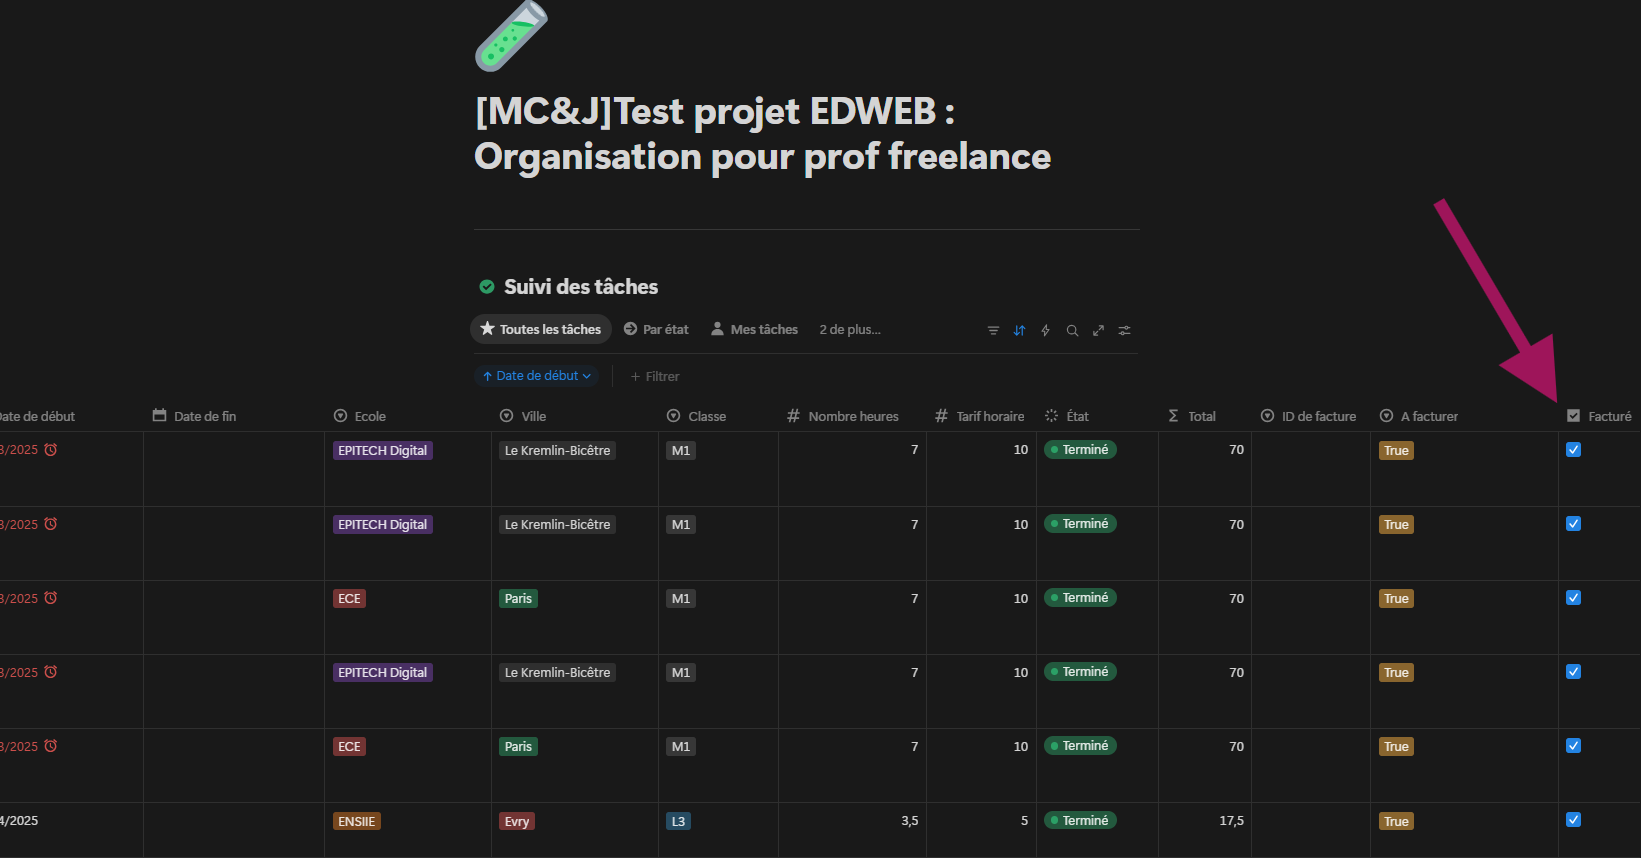 [MC&J]Test projet EDWEB :
Organisation pour prof freelance
Suivi des tâches
Toutes les tâches Par état Mes tâches 2 de plus...
Date de début + Filtrer
Date de début Date de fin Ecole Ville Classe # Nombre heures # Tarif horaire État Σ Total ID de facture A facturer Facturé
3/2025 EPITECH Digital Le Kremlin-Bicêtre M1 7 10 Terminé 70 True
3/2025 EPITECH Digital Le Kremlin-Bicêtre M1 7 10 Terminé 70 True
3/2025 ECE Paris M1 7 10 Terminé 70 True
3/2025 EPITECH Digital Le Kremlin-Bicêtre M1 7 10 Terminé 70 True
3/2025 ECE Paris M1 7 10 Terminé 70 True
4/2025 ENSIIE Evry L3 3,5 5 Terminé 17,5 True